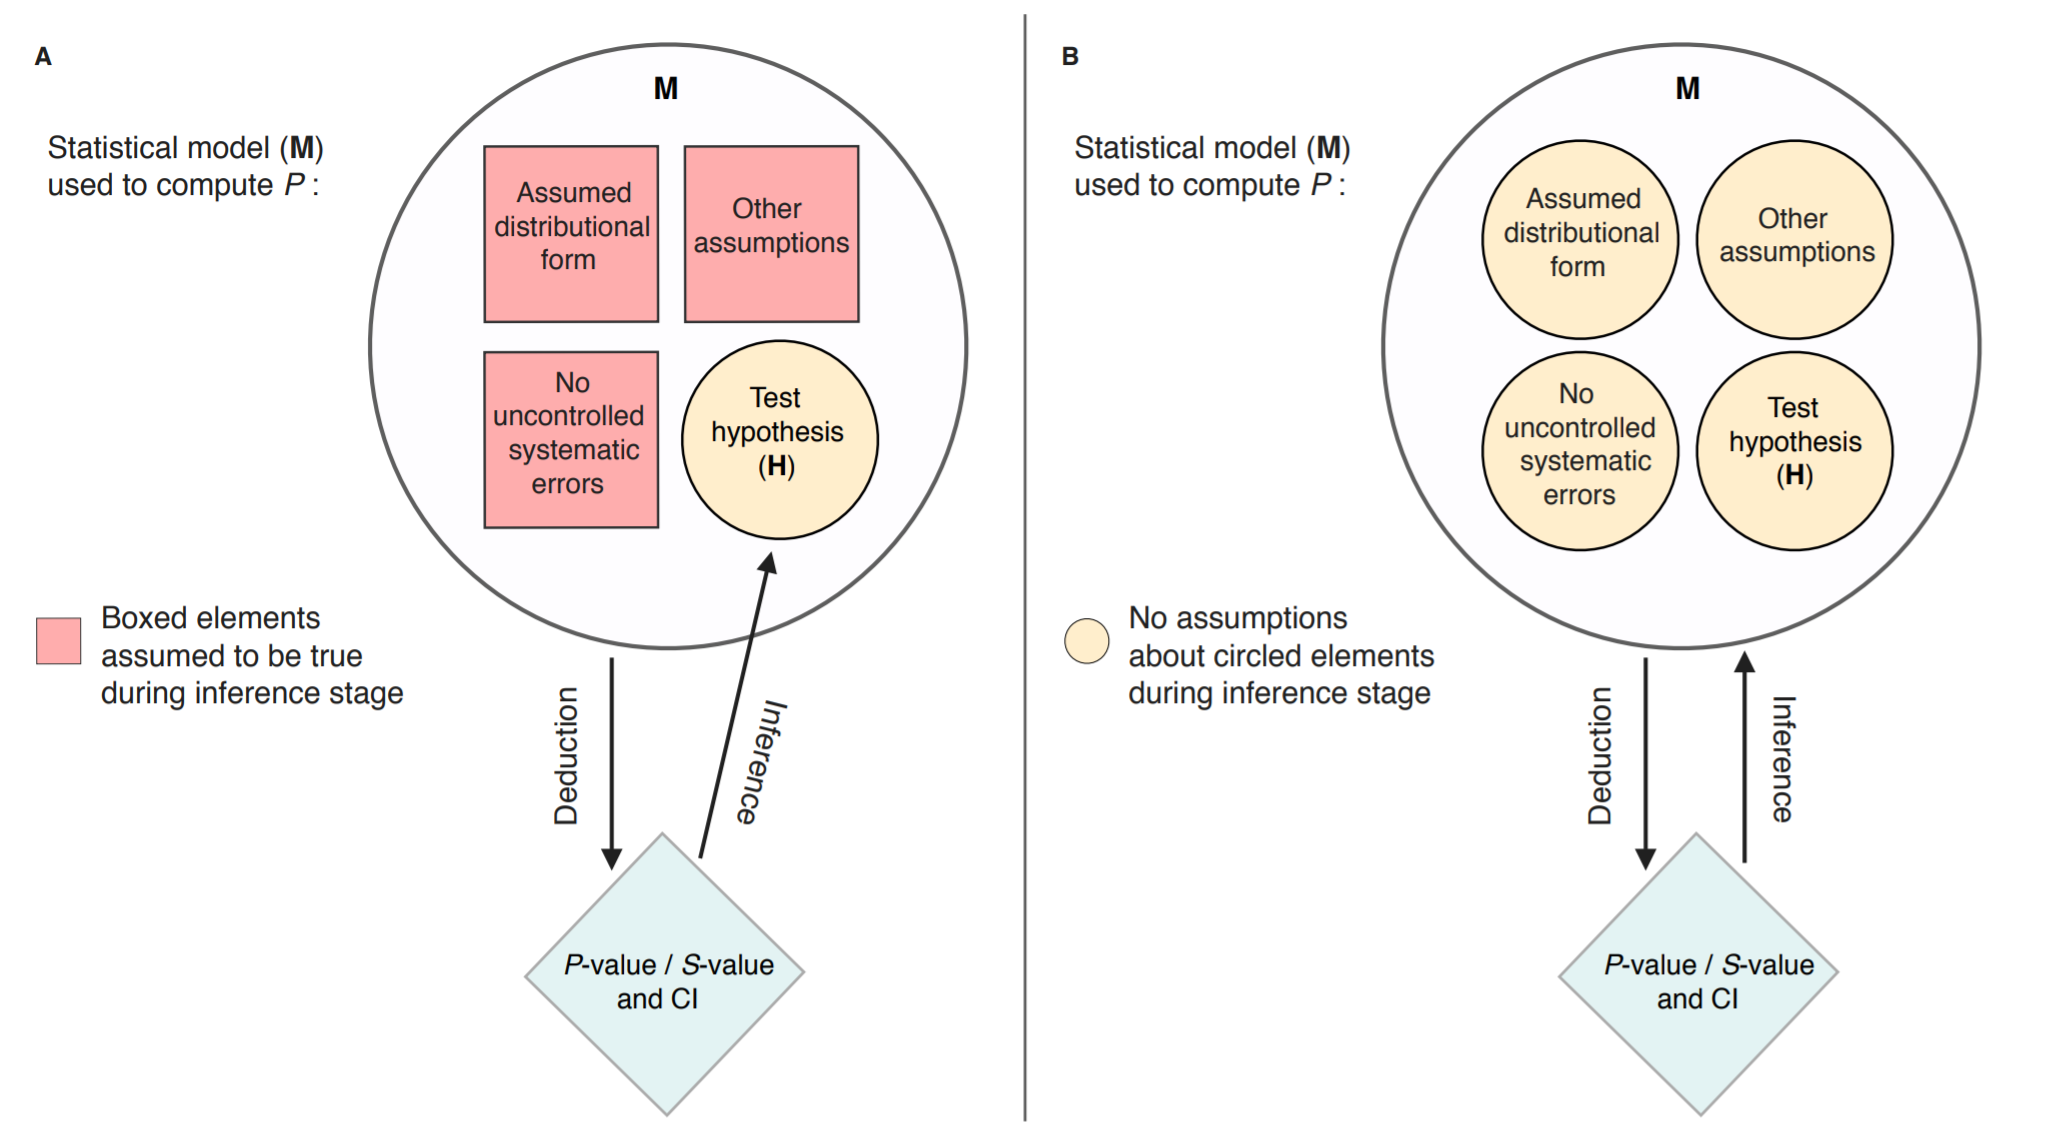 A
M
Statistical model (M)
used to compute P :
Assumed
distributional
form
Other
assumptions
No
uncontrolled
systematic
errors
Test
hypothesis
(H)
Boxed elements
assumed to be true
during inference stage
Deduction
Inference
P-value / S-value
and CI
B
M
Statistical model (M)
used to compute P :
Assumed
distributional
form
Other
assumptions
No
uncontrolled
systematic
errors
Test
hypothesis
(H)
No assumptions
about circled elements
during inference stage
Deduction
Inference
P-value / S-value
and CI